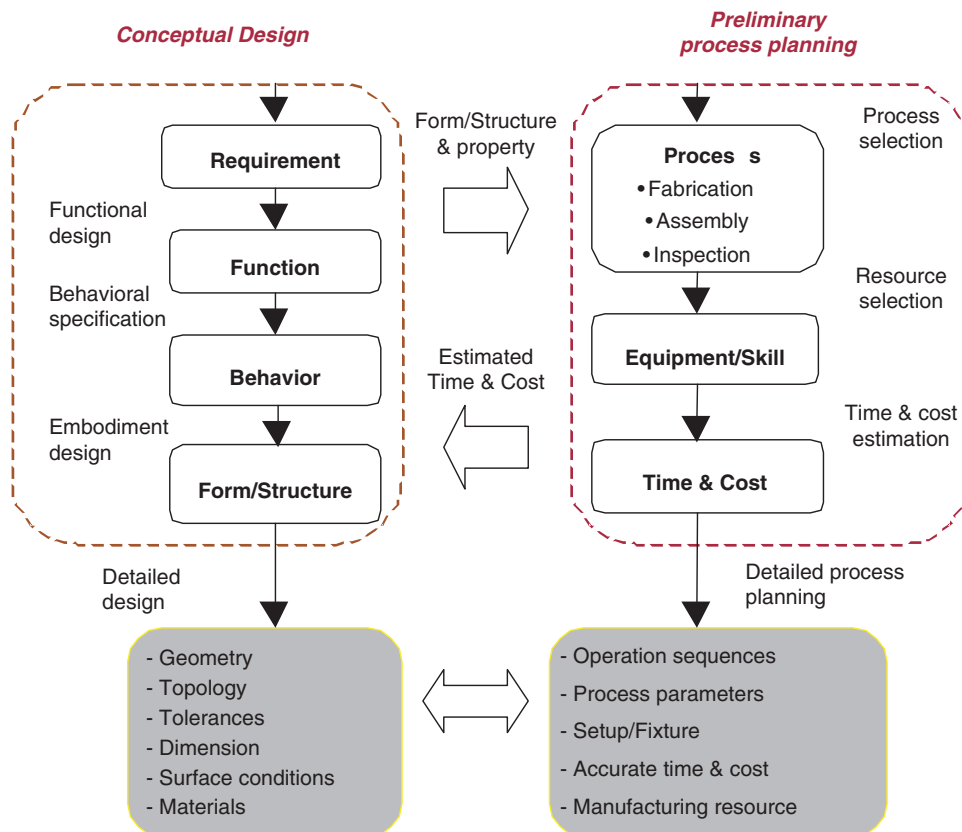 Conceptual Design
Preliminary
process planning
Requirement
Functional
design
Function
Behavioral
specification
Behavior
Embodiment
design
Form/Structure
Form/Structure
& property
Estimated
Time & Cost
Process selection
Proces s
•Fabrication
•Assembly
•Inspection
Resource
selection
Equipment/Skill
Time & cost
estimation
Time & Cost
Detailed
design
Detailed process
planning
- Geometry
- Topology
- Tolerances
- Dimension
- Surface conditions
- Materials
- Operation sequences
- Process parameters
- Setup/Fixture
- Accurate time & cost
- Manufacturing resource